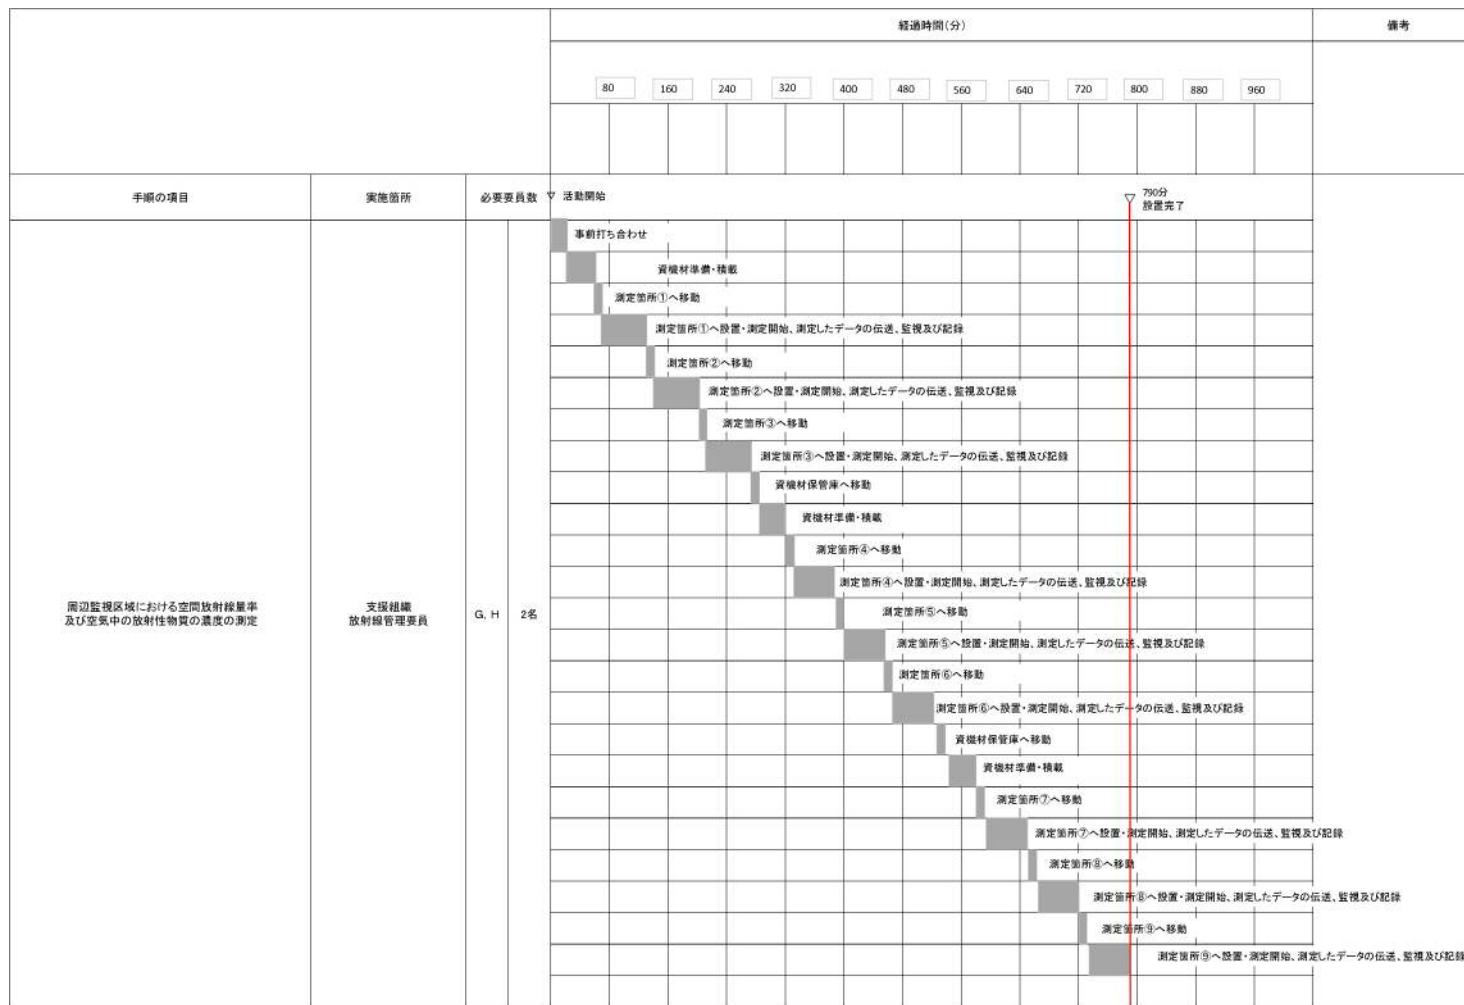 経過時間(分)
備考
80
160
240
320
400
480
560
640
720
800
880
960
手順の項目
実施箇所
必要要員数
▽ 活動開始
790分
▽ 設置完了
事前打ち合わせ
資機材準備・積載
測定箇所①へ移動
測定箇所①へ設置・測定開始、測定したデータの伝送、監視及び記録
測定箇所②へ移動
測定箇所②へ設置・測定開始、測定したデータの伝送、監視及び記録
測定箇所③へ移動
測定箇所③へ設置・測定開始、測定したデータの伝送、監視及び記録
資機材保管庫へ移動
資機材準備・積載
測定箇所④へ移動
測定箇所④へ設置・測定開始、測定したデータの伝送、監視及び記録
周辺監視区域における空間放射線量率
及び空気中の放射性物質の濃度の測定
支援組織
放射線管理要員
G, H
2名
測定箇所⑤へ移動
測定箇所⑤へ設置・測定開始、測定したデータの伝送、監視及び記録
測定箇所⑥へ移動
測定箇所⑥へ設置・測定開始、測定したデータの伝送、監視及び記録
資機材保管庫へ移動
資機材準備・積載
測定箇所⑦へ移動
測定箇所⑦へ設置・測定開始、測定したデータの伝送、監視及び記録
測定箇所⑧へ移動
測定箇所⑧へ設置・測定開始、測定したデータの伝送、監視及び記録
測定箇所⑨へ移動
測定箇所⑨へ設置・測定開始、測定したデータの伝送、監視及び記録